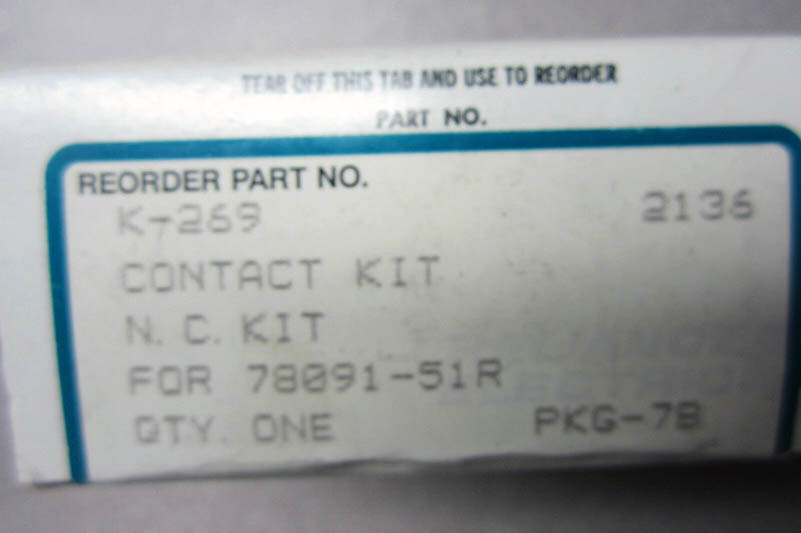 TEAR OFF THIS TAB AND USE TO REORDER
PART NO.
REORDER PART NO.
K-269 2136
CONTACT KIT
N.C. KIT
FOR 78091-51R
QTY. ONE PKG-7B